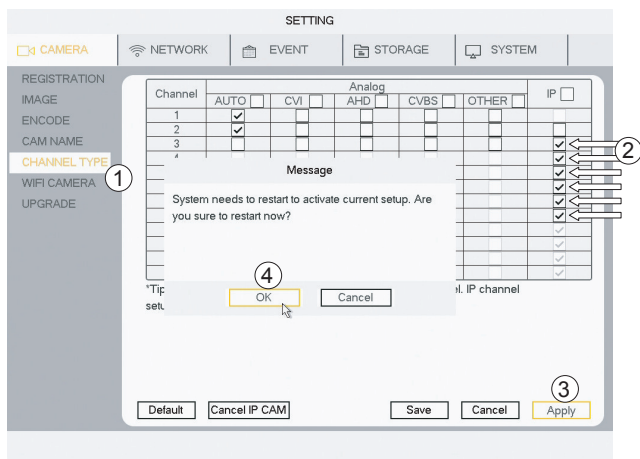 SETTING
CAMERA NETWORK EVENT STORAGE SYSTEM
REGISTRATION
IMAGE
ENCODE
CAM NAME
CHANNEL TYPE
WIFI CAMERA
UPGRADE
Channel Analog IP
AUTO CVI AHD CVBS OTHER
1
2
3
1
2
Message
System needs to restart to activate current setup. Are
you sure to restart now?
4
OK Cancel
*Tip
l. IP channel
setu
3
Default Cancel IP CAM Save Cancel Apply